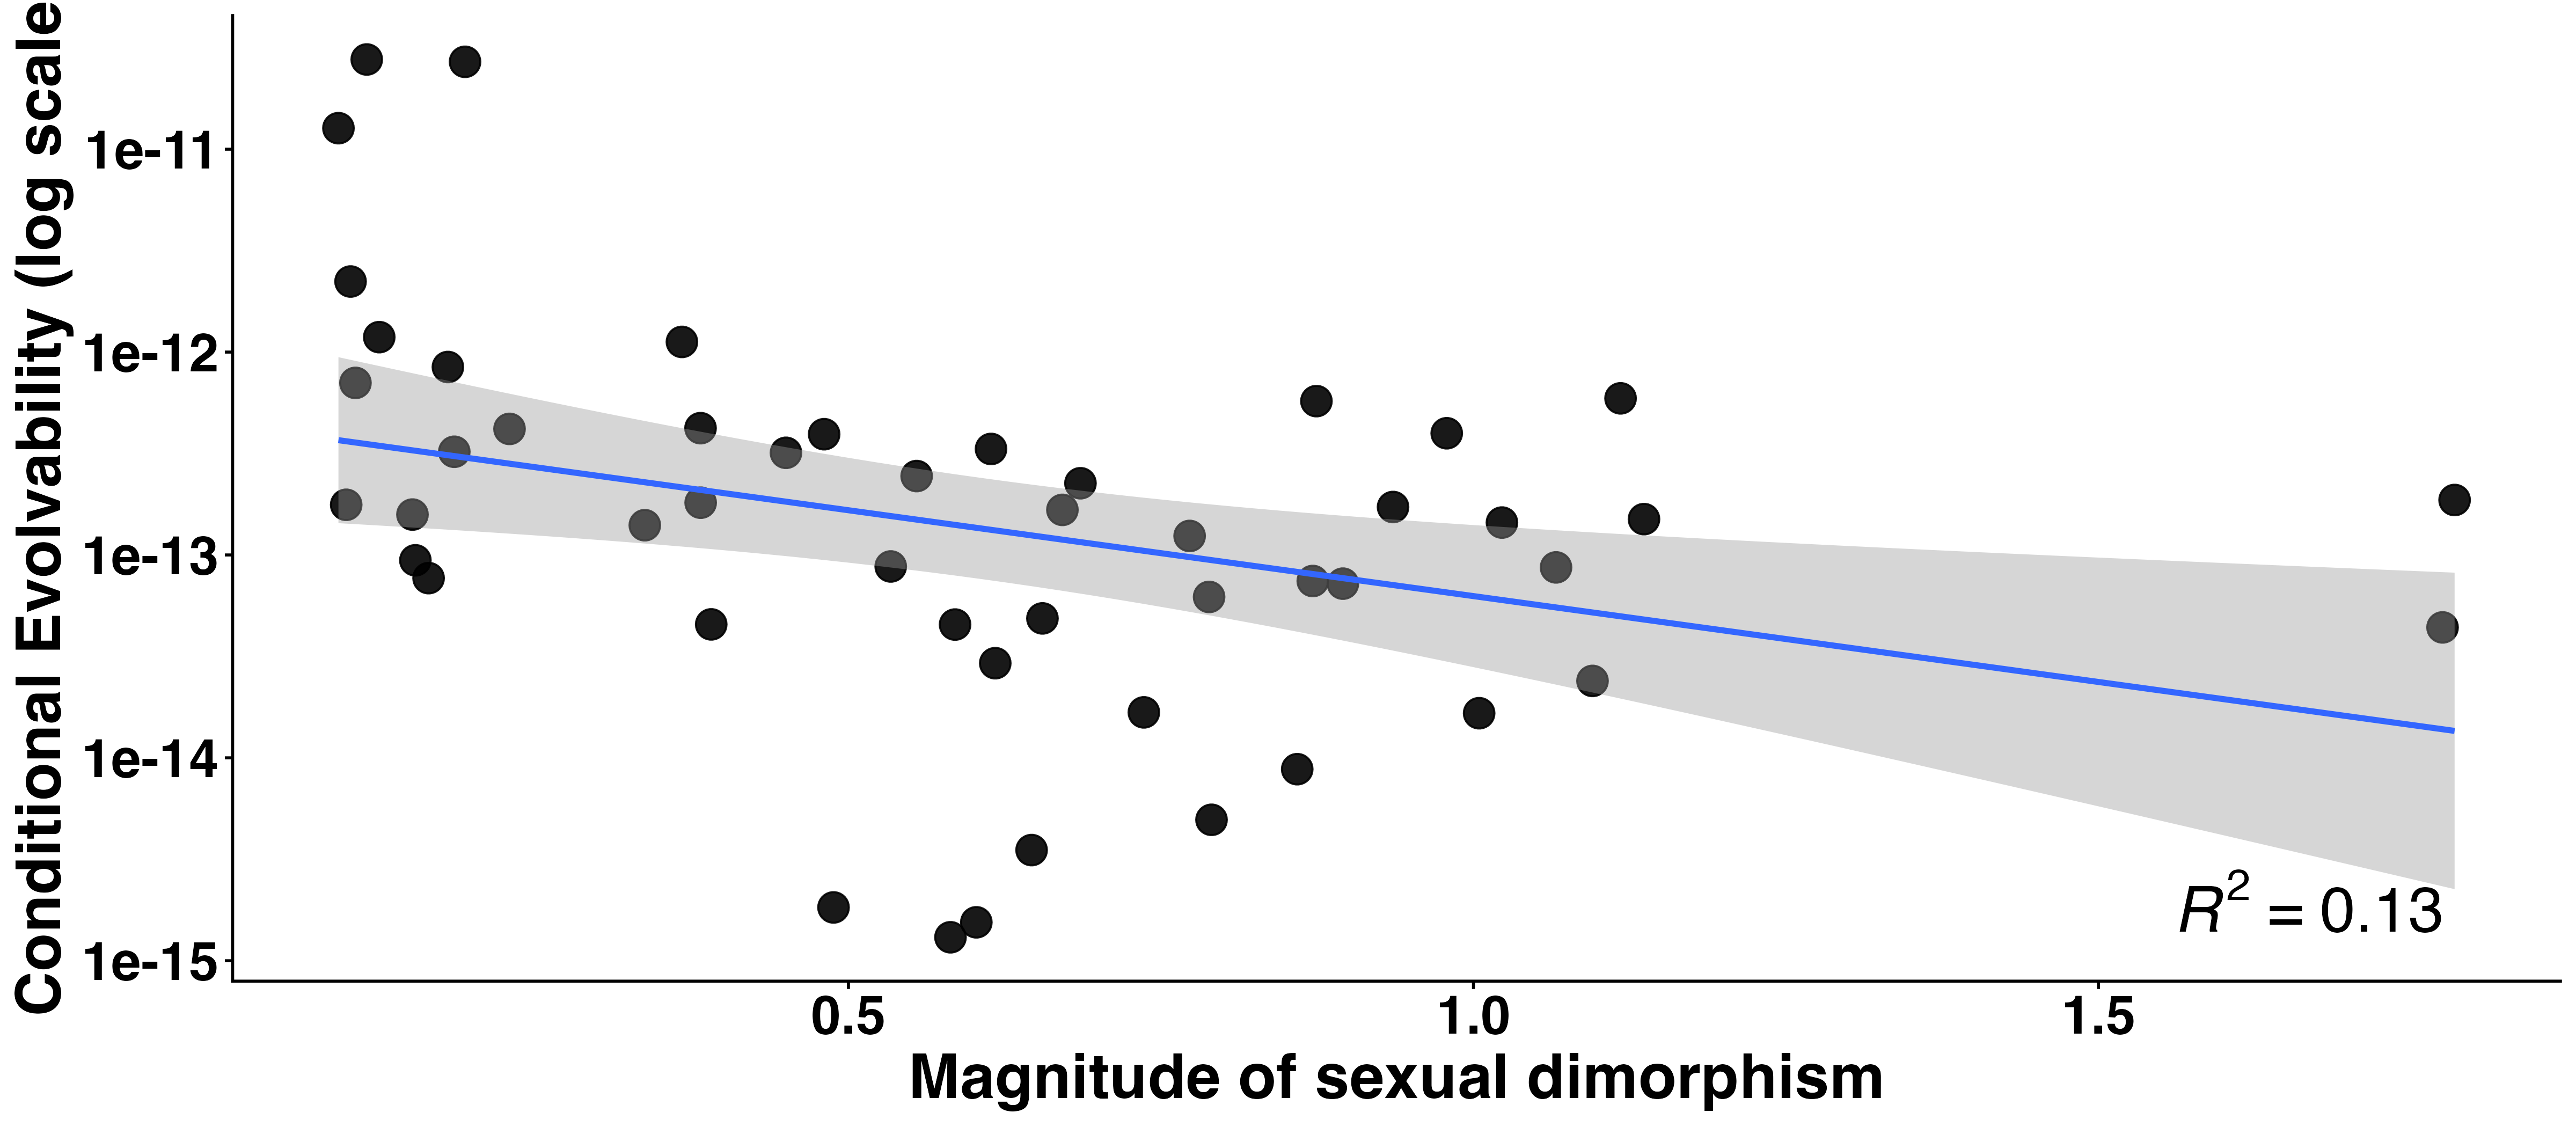 Conditional Evolvability (log scale
1e-11
1e-12
1e-13
1e-14
1e-15
R² = 0.13
0.5
1.0
1.5
Magnitude of sexual dimorphism